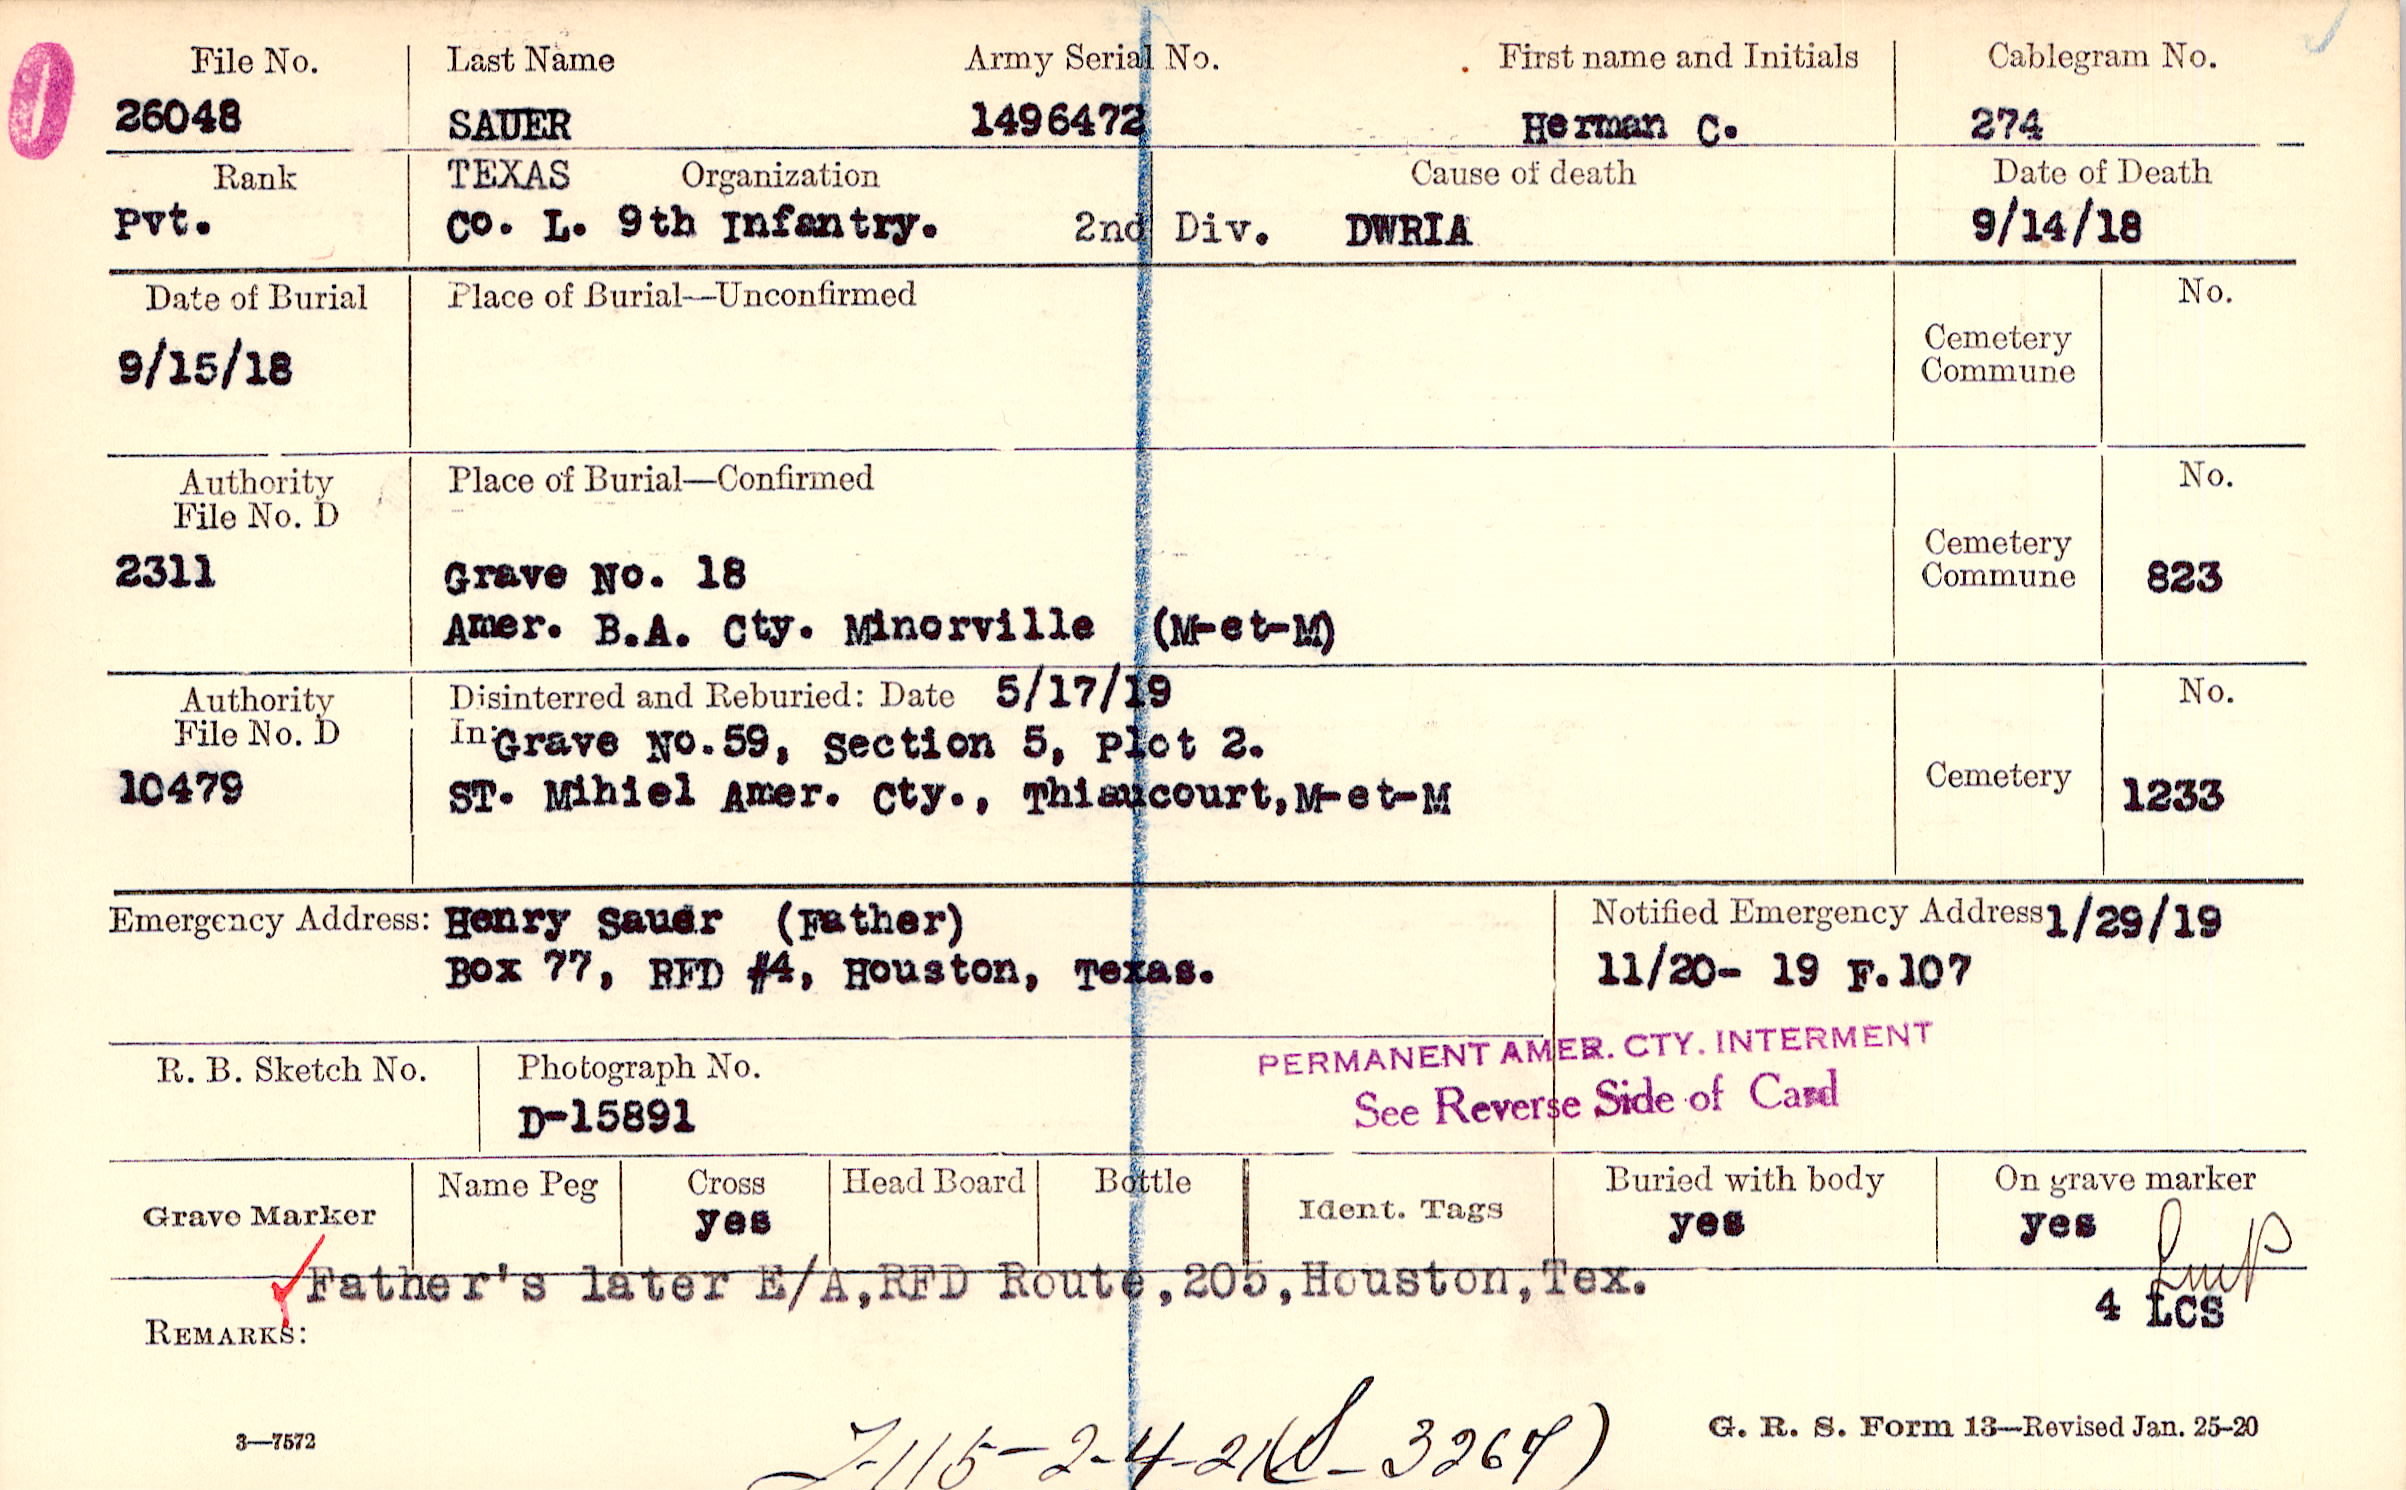 File No. Last Name Army Serial No. First name and Initials Cablegram No.
26048 SAUER 1496472 Herman C. 274
Rank TEXAS Organization Cause of death Date of Death
Pvt. Co. L. 9th Infantry. 2nd Div. DWRIA 9/14/18
Date of Burial Place of Burial—Unconfirmed No.
9/15/18
Cemetery
Commune
Authority Place of Burial—Confirmed No.
File No. D
2311 Grave No. 18
Cemetery
Commune 823
Amer. B.A. Cty. Minorville (M-et-M)
Authority Disinterred and Reburied: Date 5/17/19 No.
File No. D In: Grave No.59, Section 5, Plot 2.
10479 ST. Mihiel Amer. Cty., Thiaucourt,M-et-M Cemetery 1233
Emergency Address: Henry Sauer (Father) Notified Emergency Address 1/29/19
Box 77, RFD #4, Houston, Texas. 11/20- 19 F.107
PERMANENT AMER. CTY. INTERMENT
See Reverse Side of Card
R. B. Sketch No. Photograph No.
D-15891
Grave Marker Name Peg Cross Head Board Bottle Ident. Tags Buried with body On grave marker
yes yes yes
Father's later E/A,RFD Route,205,Houston,Tex.
4 LCS
REMARKS:
3—7572 G. R. S. Form 13—Revised Jan. 25-20